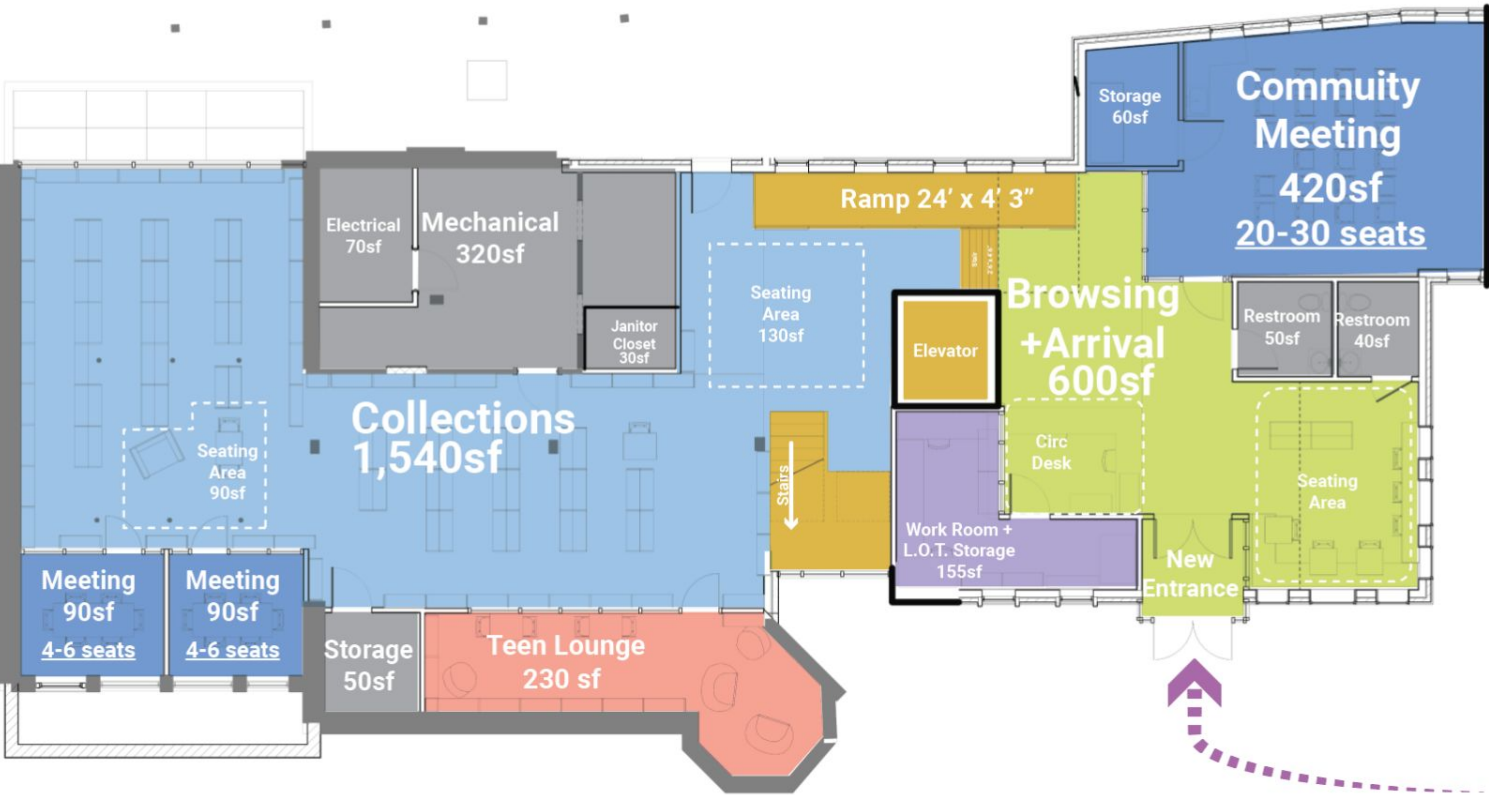 Storage
60sf
Commuity
Meeting
420sf
20-30 seats
Ramp 24’ x 4’ 3”
Electrical
70sf
Mechanical
320sf
Janitor
Closet
30sf
Seating
Area
130sf
Elevator
Browsing
+Arrival
600sf
Restroom
50sf
Restroom
40sf
Collections
1,540sf
Seating
Area
90sf
Stairs
Circ
Desk
Seating
Area
Work Room +
L.O.T. Storage
155sf
New
Entrance
Meeting
90sf
4-6 seats
Meeting
90sf
4-6 seats
Storage
50sf
Teen Lounge
230 sf